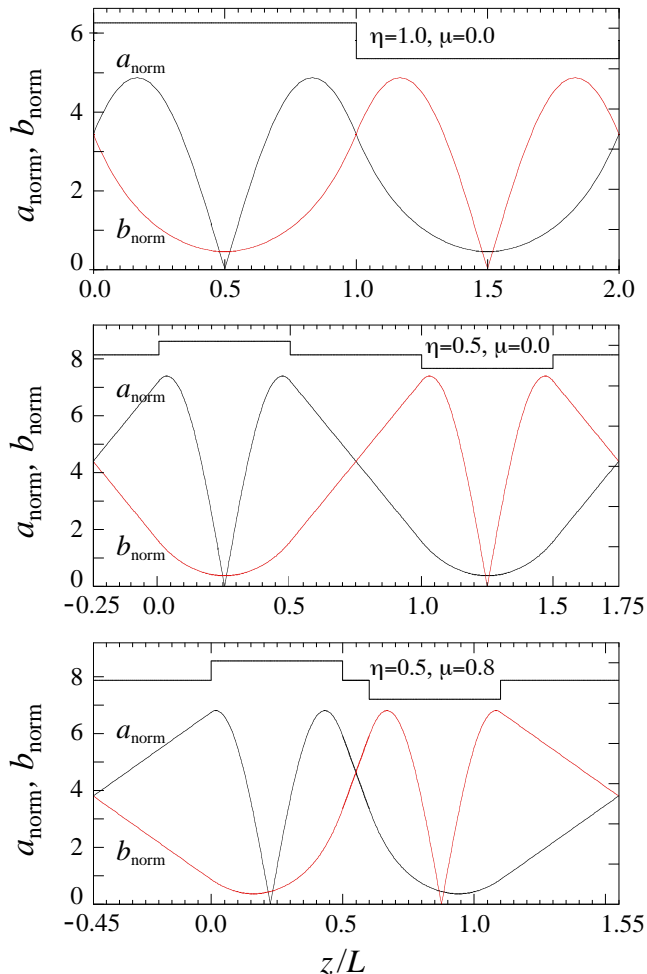 6
η=1.0, μ=0.0
a_norm
4
2
b_norm
0
0.0 0.5 1.0 1.5 2.0
a_norm, b_norm
8
η=0.5, μ=0.0
a_norm
6
4
2
b_norm
0
−0.25 0.0 0.5 1.0 1.5 1.75
a_norm, b_norm
8
η=0.5, μ=0.8
a_norm
6
4
2
b_norm
0
−0.45 0.0 0.5 1.0 1.55
a_norm, b_norm
z/L